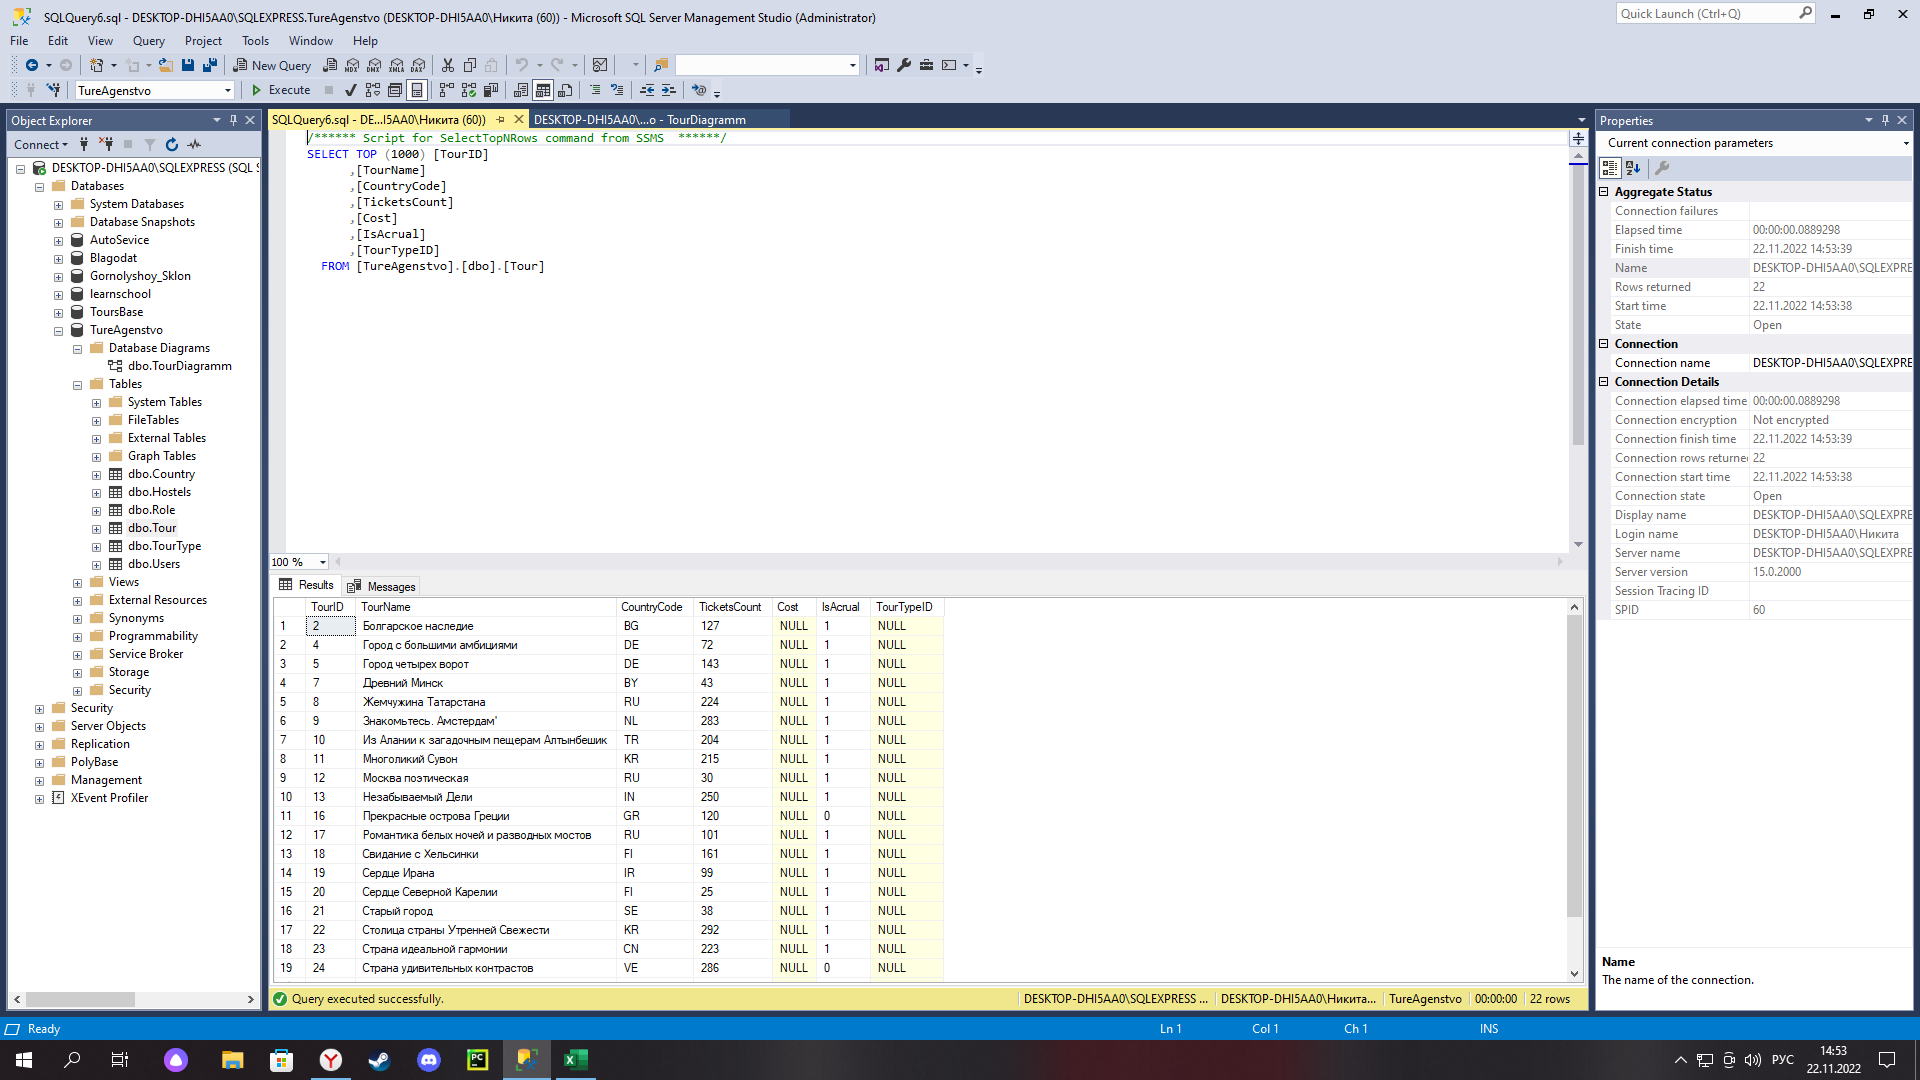 SQLQuery6.sql - DESKTOP-DHI5AA0\SQLEXPRESS.TureAgenstvo (DESKTOP-DHI5AA0\Никита (60)) - Microsoft SQL Server Management Studio (Administrator)
Quick Launch (Ctrl+Q)
File Edit View Query Project Tools Window Help
New Query
MDX DMX XMLA DAX
TureAgenstvo
Execute
Object Explorer
Connect
DESKTOP-DHI5AA0\SQLEXPRESS (SQL S
Databases
System Databases
Database Snapshots
AutoSevice
Blagodat
Gornolyshoy_Sklon
learnschool
ToursBase
TureAgenstvo
Database Diagrams
dbo.TourDiagramm
Tables
System Tables
FileTables
External Tables
Graph Tables
dbo.Country
dbo.Hostels
dbo.Role
dbo.Tour
dbo.TourType
dbo.Users
Views
External Resources
Synonyms
Programmability
Service Broker
Storage
Security
Security
Server Objects
Replication
PolyBase
Management
XEvent Profiler
SQLQuery6.sql - DE...I5AA0\Никита (60))
DESKTOP-DHI5AA0\...o - TourDiagramm
/****** Script for SelectTopNRows command from SSMS ******/
SELECT TOP (1000) [TourID]
,[TourName]
,[CountryCode]
,[TicketsCount]
,[Cost]
,[IsAcrual]
,[TourTypeID]
FROM [TureAgenstvo].[dbo].[Tour]
100 %
Results Messages
TourID TourName CountryCode TicketsCount Cost IsAcrual TourTypeID
1 2 Болгарское наследие BG 127 NULL 1 NULL
2 4 Город с большими амбициями DE 72 NULL 1 NULL
3 5 Город четырех ворот DE 143 NULL 1 NULL
4 7 Древний Минск BY 43 NULL 1 NULL
5 8 Жемчужина Татарстана RU 224 NULL 1 NULL
6 9 Знакомьтесь. Амстердам' NL 283 NULL 1 NULL
7 10 Из Алании к загадочным пещерам Алтынбешик TR 204 NULL 1 NULL
8 11 Многоликий Сувон KR 215 NULL 1 NULL
9 12 Москва поэтическая RU 30 NULL 1 NULL
10 13 Незабываемый Дели IN 250 NULL 1 NULL
11 16 Прекрасные острова Греции GR 120 NULL 0 NULL
12 17 Романтика белых ночей и разводных мостов RU 101 NULL 1 NULL
13 18 Свидание с Хельсинки FI 161 NULL 1 NULL
14 19 Сердце Ирана IR 99 NULL 1 NULL
15 20 Сердце Северной Карелии FI 25 NULL 1 NULL
16 21 Старый город SE 38 NULL 1 NULL
17 22 Столица страны Утренней Свежести KR 292 NULL 1 NULL
18 23 Страна идеальной гармонии CN 223 NULL 1 NULL
19 24 Страна удивительных контрастов VE 286 NULL 0 NULL
Query executed successfully.
DESKTOP-DHI5AA0\SQLEXPRESS ... DESKTOP-DHI5AA0\Никита... TureAgenstvo 00:00:00 22 rows
Properties
Current connection parameters
Aggregate Status
Connection failures
Elapsed time 00:00:00.0889298
Finish time 22.11.2022 14:53:39
Name DESKTOP-DHI5AA0\SQLEXPRE
Rows returned 22
Start time 22.11.2022 14:53:38
State Open
Connection
Connection name DESKTOP-DHI5AA0\SQLEXPRE
Connection Details
Connection elapsed time 00:00:00.0889298
Connection encryption Not encrypted
Connection finish time 22.11.2022 14:53:39
Connection rows returned 22
Connection start time 22.11.2022 14:53:38
Connection state Open
Display name DESKTOP-DHI5AA0\SQLEXPRE
Login name DESKTOP-DHI5AA0\Никита
Server name DESKTOP-DHI5AA0\SQLEXPRE
Server version 15.0.2000
Session Tracing ID
SPID 60
Name
The name of the connection.
Ready
Ln 1 Col 1 Ch 1 INS
РУС
14:53
22.11.2022